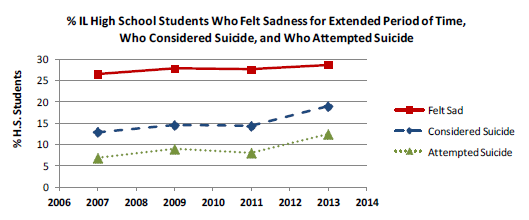 % IL High School Students Who Felt Sadness for Extended Period of Time,
Who Considered Suicide, and Who Attempted Suicide
% H.S. Students
30
25
20
15
10
5
0
2006 2007 2008 2009 2010 2011 2012 2013 2014
Felt Sad
Considered Suicide
Attempted Suicide